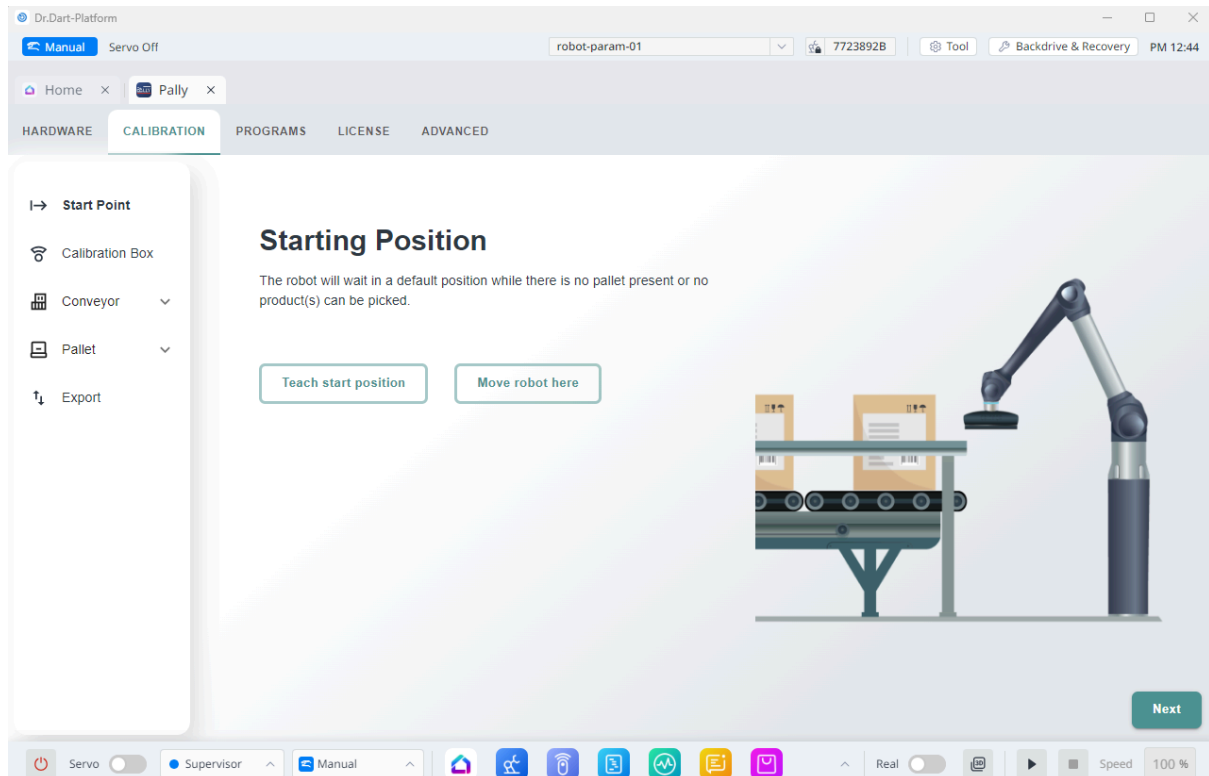 Dr.Dart-Platform
Manual Servo Off robot-param-01 7723892B Tool Backdrive & Recovery PM 12:44
Home Pally
HARDWARE CALIBRATION PROGRAMS LICENSE ADVANCED
Start Point
Calibration Box
Conveyor
Pallet
Export
Starting Position
The robot will wait in a default position while there is no pallet present or no
product(s) can be picked.
Teach start position Move robot here
Next
Servo Supervisor Manual Real 3D Speed 100 %